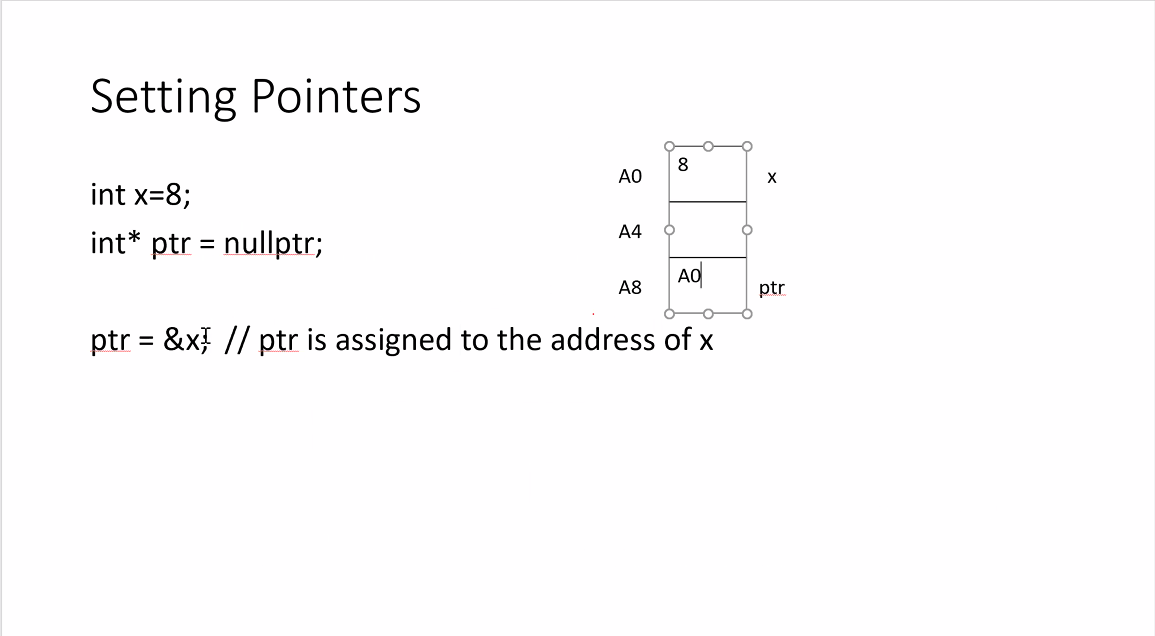 Setting Pointers
int x=8;
int* ptr = nullptr;
ptr = &x; // ptr is assigned to the address of x
A0 8 x
A4
A8 A0 ptr